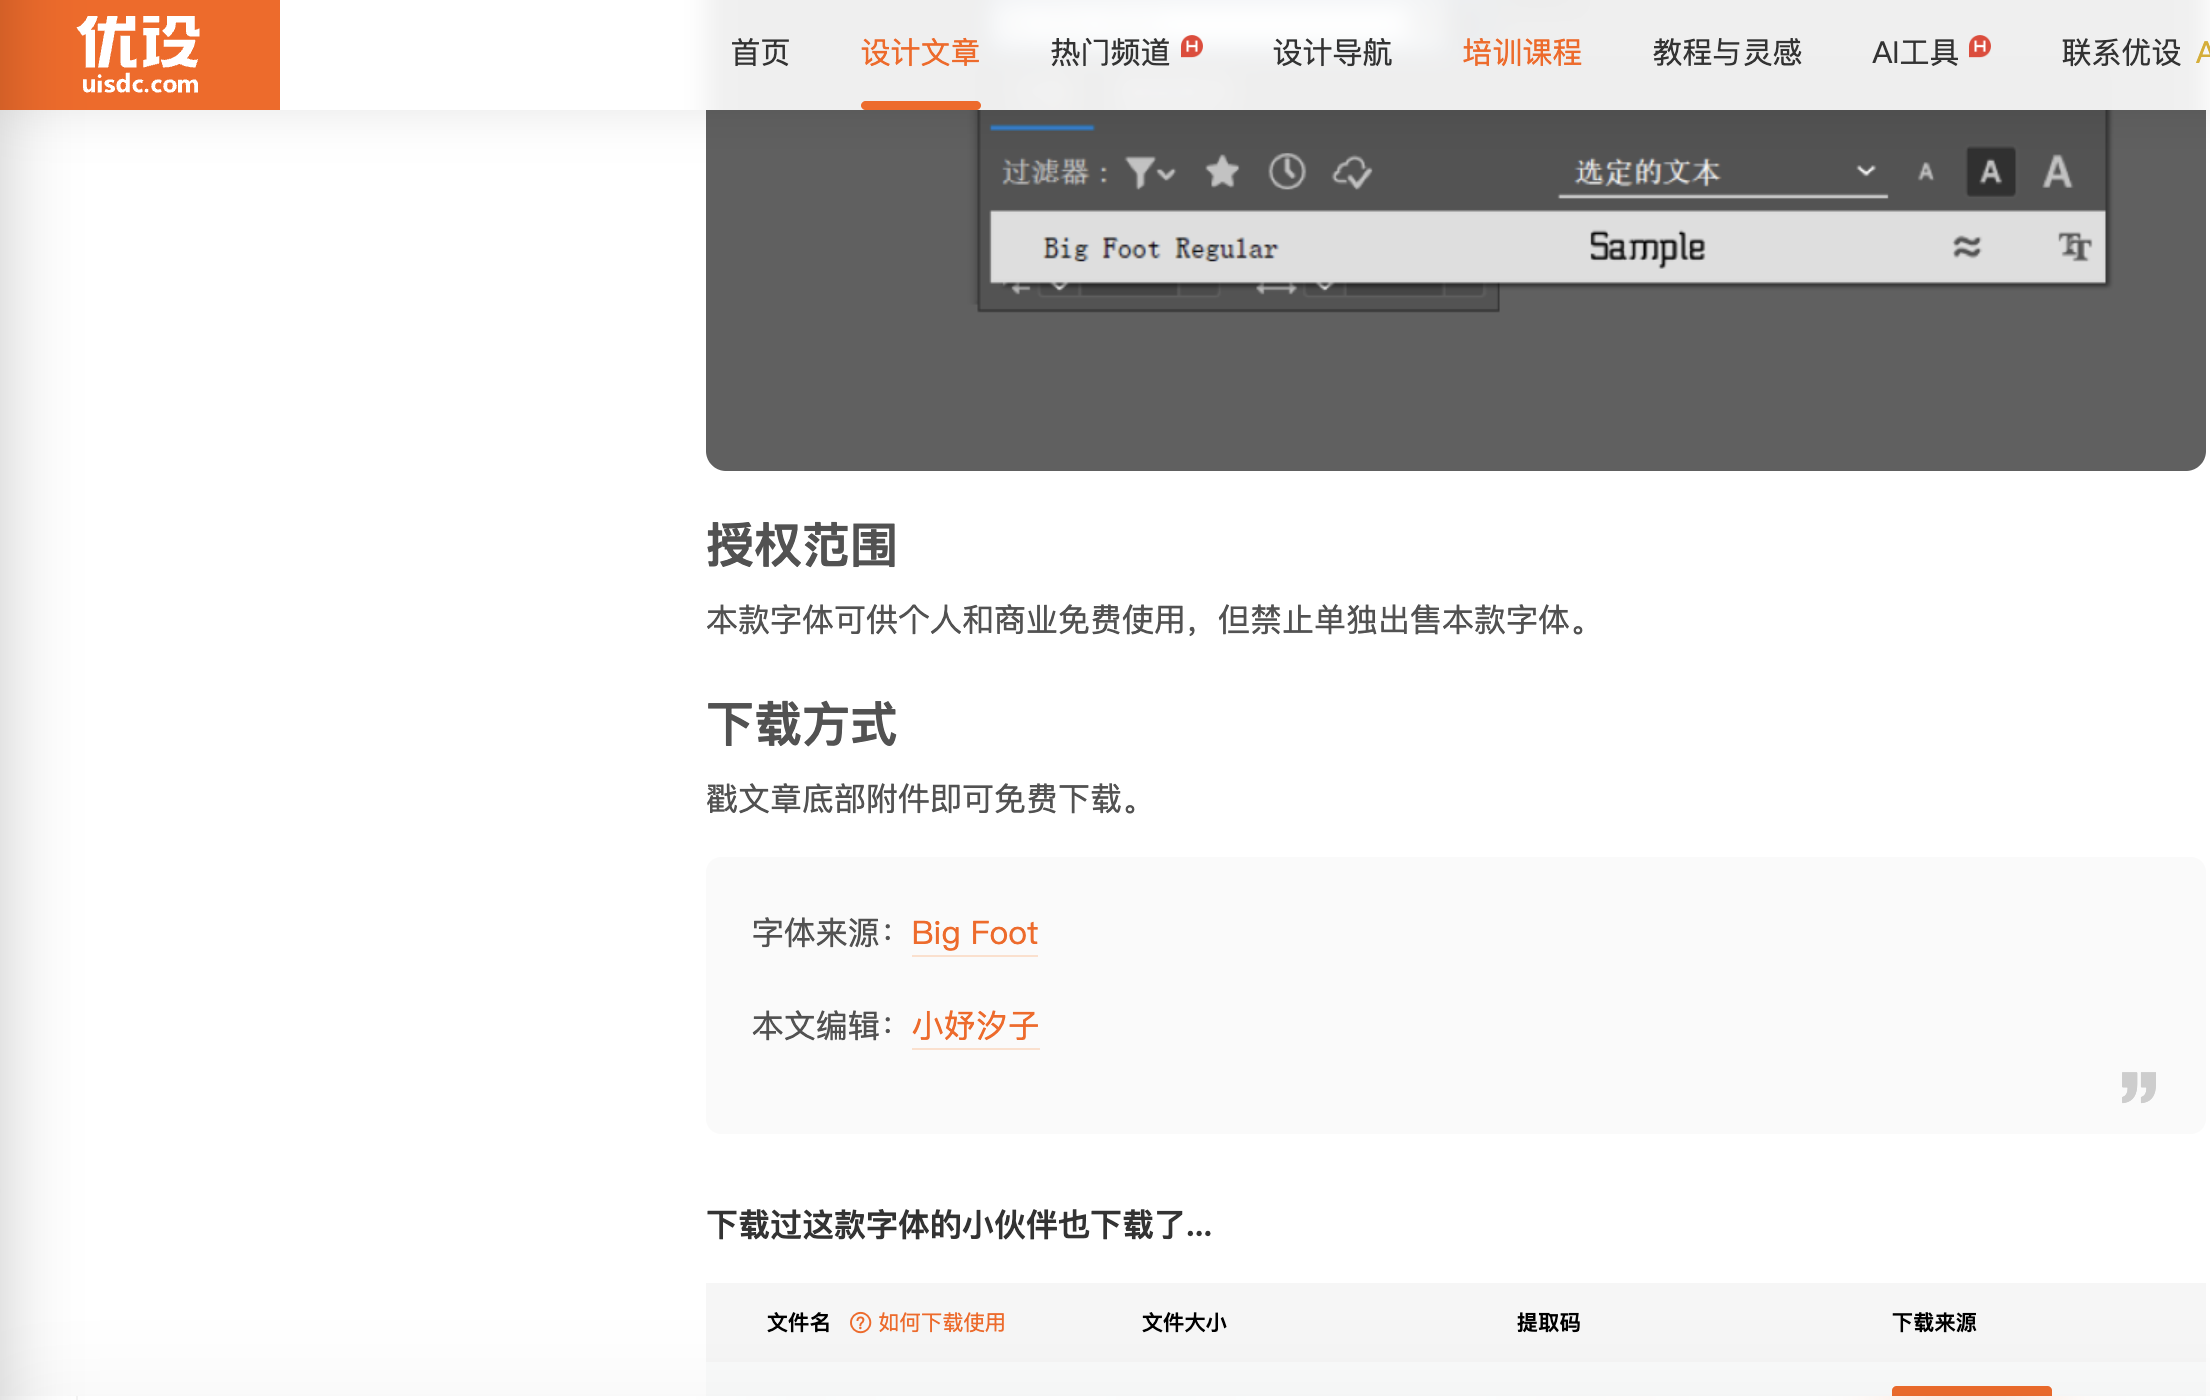 优设
uisdc.com
首页 设计文章 热门频道 H 设计导航 培训课程 教程与灵感 AI工具 H 联系优设
过滤器： 选定的文本 A A A
Big Foot Regular Sample
授权范围
本款字体可供个人和商业免费使用，但禁止单独出售本款字体。
下载方式
戳文章底部附件即可免费下载。
字体来源：Big Foot
本文编辑：小妤汐子
下载过这款字体的小伙伴也下载了...
文件名 ? 如何下载使用 文件大小 提取码 下载来源